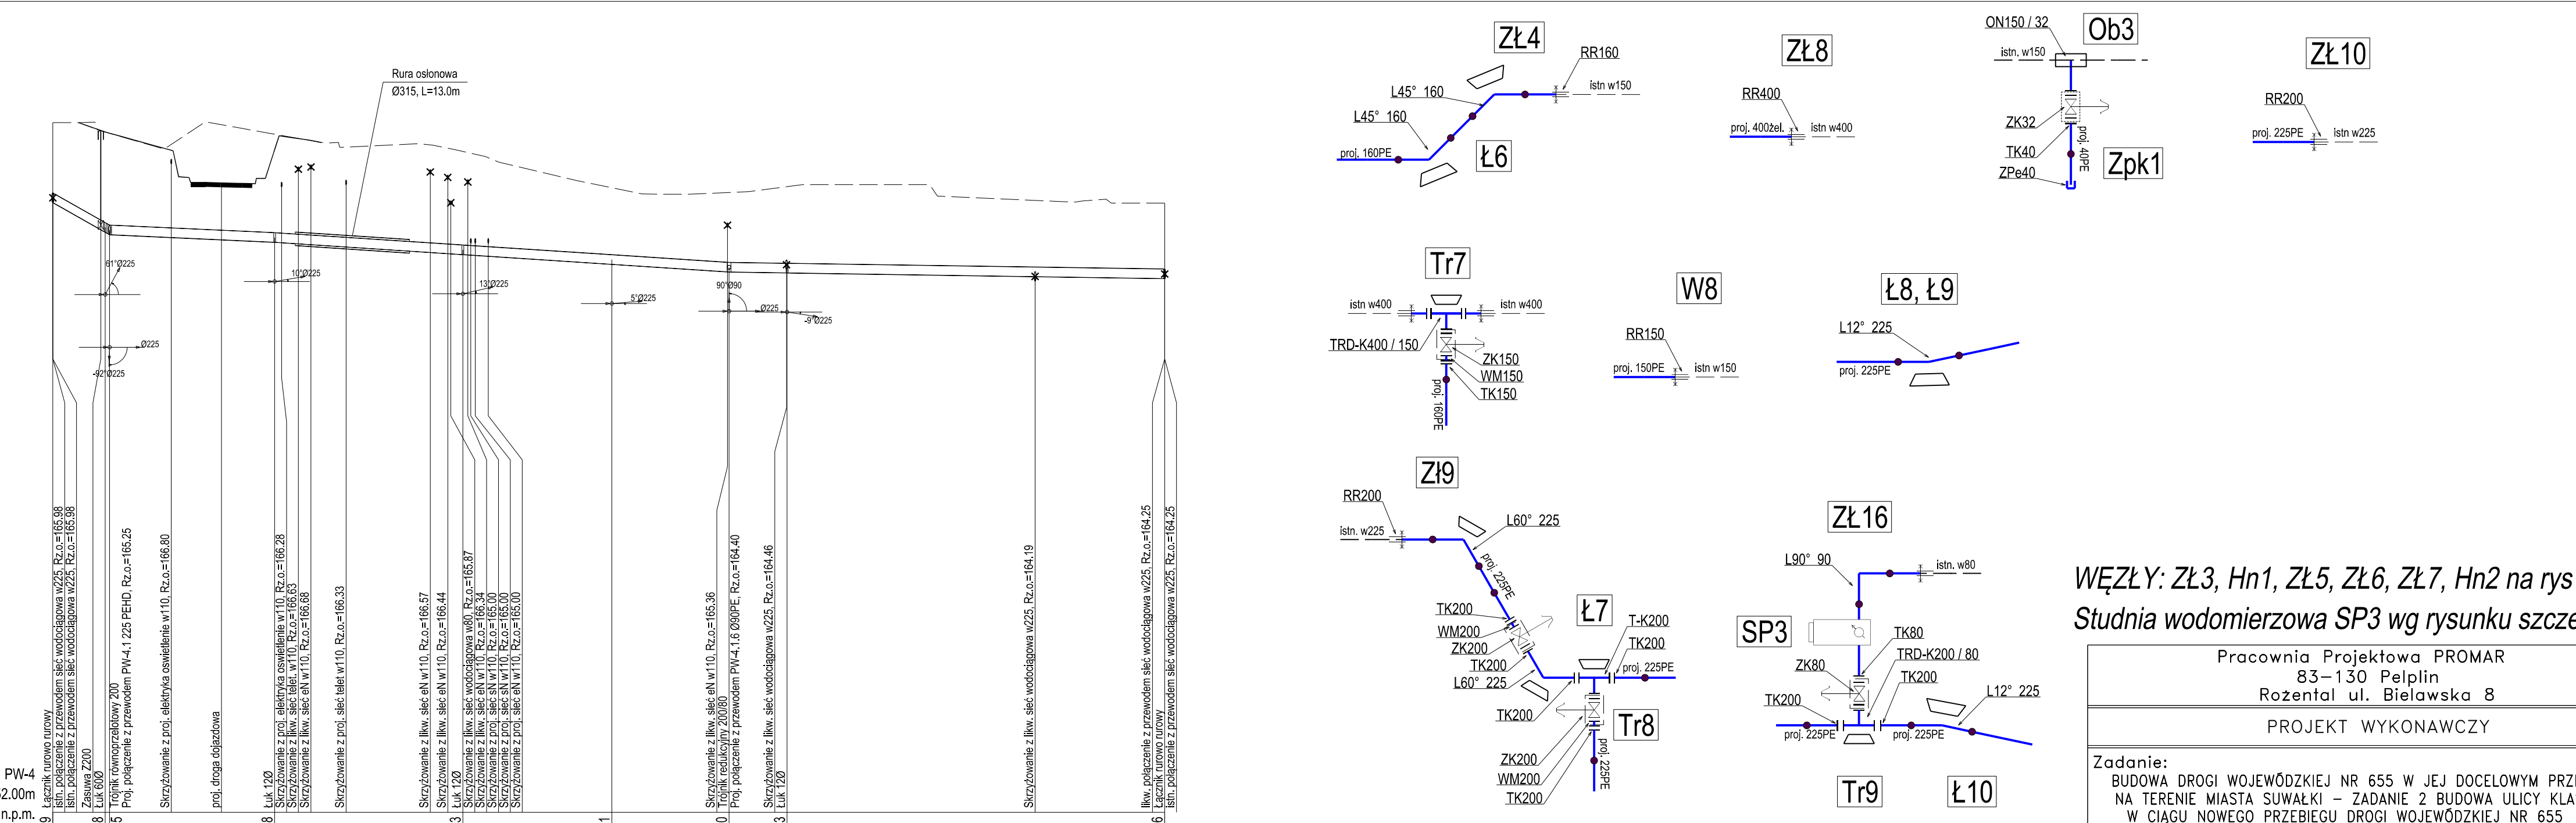 Rura osłonowa
Ø315, L=13.0m
61°Ø225
10°Ø225
13°Ø225
5°Ø225
90°Ø90
Ø225
-9°Ø225
Ø225
-92°Ø225
PW-4
52.00m
n.p.m.
Łącznik rurowo rurowy
istn. połączenie z przewodem sieć wodociągowa w225, Rz.o.=165.98
istn. połączenie z przewodem sieć wodociągowa w225, Rz.o.=165.98
Zasuwa Z200
Łuk 60Ø
Trójnik równoprzelotowy 200
Proj. połączenie z przewodem PW-4.1 225 PEHD, Rz.o.=165.25
Skrzyżowanie z proj. elektryka oswietlenie w110, Rz.o.=166.80
proj. droga dojazdowa
Łuk 12Ø
Skrzyżowanie z proj. elektryka oswietlenie w110, Rz.o.=166.28
Skrzyżowanie z likw. sieć telet. w110, Rz.o.=166.63
Skrzyżowanie z likw. sieć eN w110, Rz.o.=166.68
Skrzyżowanie z proj. sieć telet w110, Rz.o.=166.33
Skrzyżowanie z likw. sieć eN w110, Rz.o.=166.57
Skrzyżowanie z likw. sieć eN w110, Rz.o.=166.44
Łuk 12Ø
Skrzyżowanie z likw. sieć wodociągowa w80, Rz.o.=165.87
Skrzyżowanie z likw. sieć eN w110, Rz.o.=166.34
Skrzyżowanie z proj. sieć sN w110, Rz.o.=165.00
Skrzyżowanie z proj. sieć sN w110, Rz.o.=165.00
Skrzyżowanie z proj. sieć eN w110, Rz.o.=165.00
Skrzyżowanie z likw. sieć eN w110, Rz.o.=165.36
Trójnik redukcyjny 200/80
Proj. połączenie z przewodem PW-4.1.6 W090PE, Rz.o.=164.40
Skrzyżowanie z likw. sieć wodociągowa w225, Rz.o.=164.46
Łuk 12Ø
Skrzyżowanie z likw. sieć wodociągowa w225, Rz.o.=164.19
likw. połączenie z przewodem sieć wodociągowa w225, Rz.o.=164.25
Łącznik rurowo rurowy
istn. połączenie z przewodem sieć wodociągowa w225, Rz.o.=164.25
9
8
5
8
3
1
0
3
6
ZŁ4
RR160
istn w150
L45° 160
L45° 160
proj. 160PE
Ł6
ZŁ8
RR400
proj. 400żel.
istn w400
ON150 / 32
Ob3
istn. w150
ZK32
TK40
ZPe40
proj. 40PE
Zpk1
ZŁ10
RR200
proj. 225PE
istn w225
Tr7
istn w400
istn w400
TRD-K400 / 150
ZK150
WM150
TK150
proj. 160PE
W8
RR150
proj. 150PE
istn w150
Ł8, Ł9
L12° 225
proj. 225PE
Zł9
RR200
istn. w225
L60° 225
proj. 225PE
TK200
WM200
ZK200
TK200
L60° 225
Ł7
T-K200
TK200
proj. 225PE
TK200
Tr8
ZK200
WM200
TK200
proj. 225PE
ZŁ16
L90° 90
istn. w80
SP3
TK80
ZK80
TRD-K200 / 80
TK200
TK200
L12° 225
proj. 225PE
proj. 225PE
Tr9
Ł10
WĘZŁY: ZŁ3, Hn1, ZŁ5, ZŁ6, ZŁ7, Hn2 na rys
Studnia wodomierzowa SP3 wg rysunku szcze
Pracownia Projektowa PROMAR
83-130 Pelplin
Rożental ul. Bielawska 8
PROJEKT WYKONAWCZY
Zadanie:
BUDOWA DROGI WOJEWÓDZKIEJ NR 655 W JEJ DOCELOWYM PRZE
NA TERENIE MIASTA SUWAŁKI – ZADANIE 2 BUDOWA ULICY KLA
W CIĄGU NOWEGO PRZEBIEGU DROGI WOJEWÓDZKIEJ NR 655